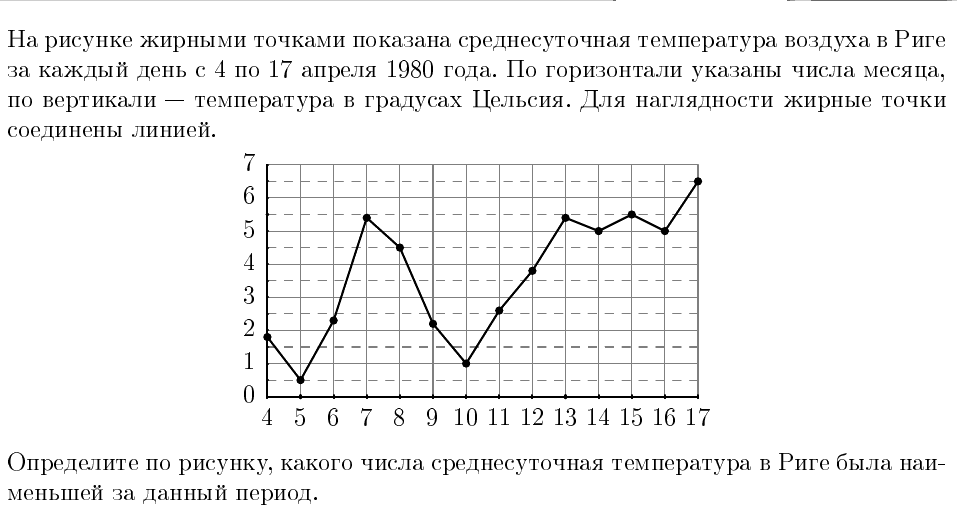 На рисунке жирными точками показана среднесуточная температура воздуха в Риге
за каждый день с 4 по 17 апреля 1980 года. По горизонтали указаны числа месяца,
по вертикали — температура в градусах Цельсия. Для наглядности жирные точки
соединены линией.
7
6
5
4
3
2
1
0
4 5 6 7 8 9 10 11 12 13 14 15 16 17
Определите по рисунку, какого числа среднесуточная температура в Риге была наи-
меньшей за данный период.